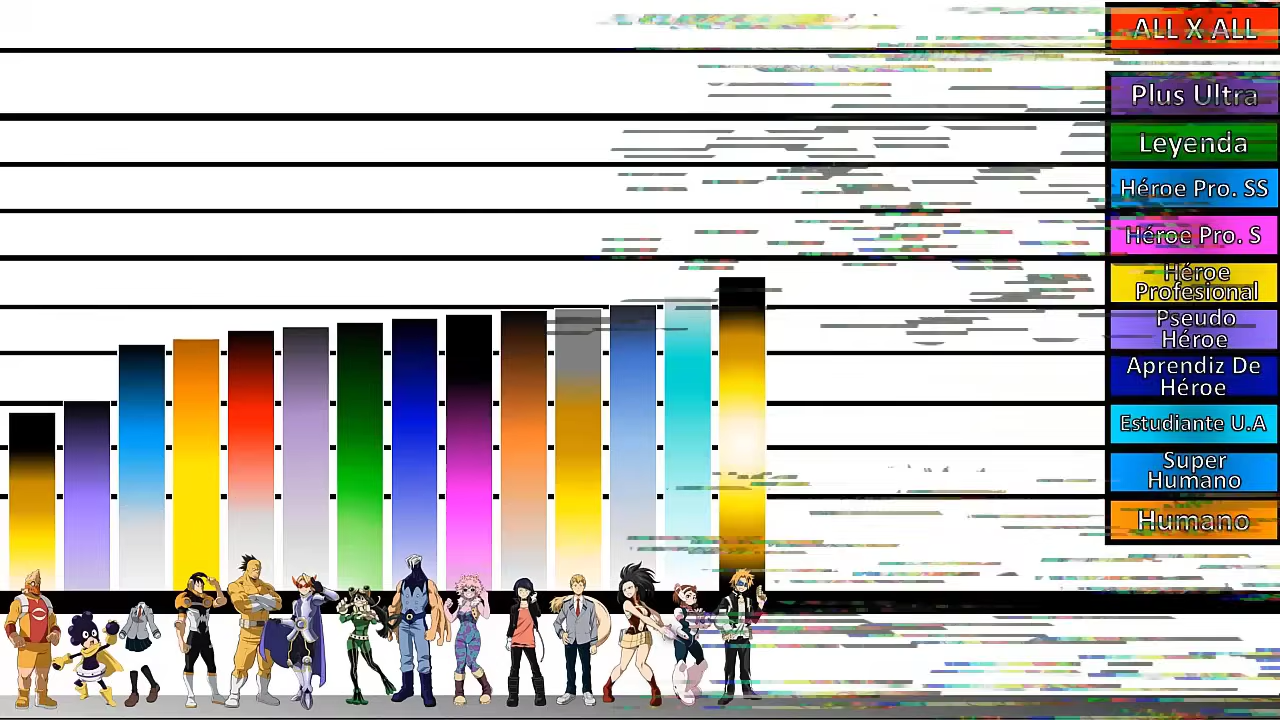 ALL X ALL
Plus Ultra
Leyenda
Héroe Pro. SS
Héroe Pro. S
Héroe
Profesional
Pseudo
Héroe
Aprendiz De
Héroe
Estudiante U.A
Super
Humano
Humano